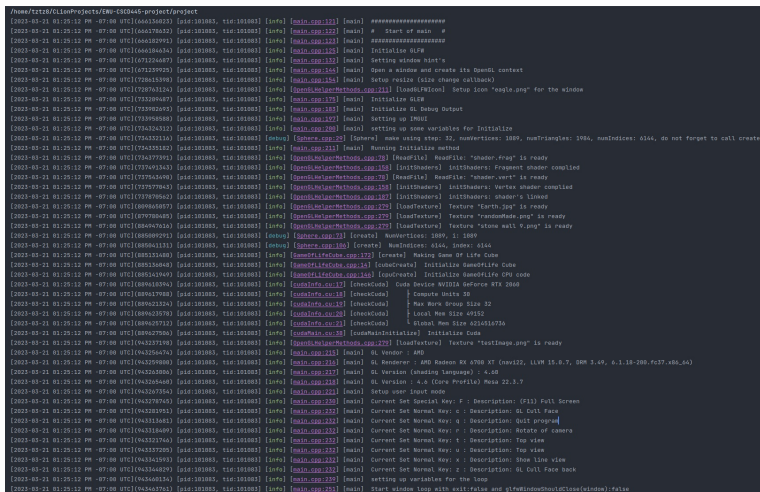 /home/tztz8/CLionProjects/EWU-CSCD445-project/project
[2023-03-21 01:25:12 PM -07:00 UTC](666136023) [pid:101083, tid:101083] [info] [main.cpp:121] [main] #####################
[2023-03-21 01:25:12 PM -07:00 UTC](666178632) [pid:101083, tid:101083] [info] [main.cpp:122] [main] # Start of main #
[2023-03-21 01:25:12 PM -07:00 UTC](666182991) [pid:101083, tid:101083] [info] [main.cpp:123] [main] #####################
[2023-03-21 01:25:12 PM -07:00 UTC](666184634) [pid:101083, tid:101083] [info] [main.cpp:125] [main] Initialise GLFW
[2023-03-21 01:25:12 PM -07:00 UTC](671224687) [pid:101083, tid:101083] [info] [main.cpp:132] [main] Setting window hint's
[2023-03-21 01:25:12 PM -07:00 UTC](671239925) [pid:101083, tid:101083] [info] [main.cpp:144] [main] Open a window and create its OpenGL context
[2023-03-21 01:25:12 PM -07:00 UTC](728615398) [pid:101083, tid:101083] [info] [main.cpp:154] [main] Setup resize (size change callback)
[2023-03-21 01:25:12 PM -07:00 UTC](728763124) [pid:101083, tid:101083] [info] [OpenGLHelperMethods.cpp:211] [loadGLFWIcon] Setup icon "eagle.png" for the window
[2023-03-21 01:25:12 PM -07:00 UTC](733289487) [pid:101083, tid:101083] [info] [main.cpp:175] [main] Initialize GLEW
[2023-03-21 01:25:12 PM -07:00 UTC](733982693) [pid:101083, tid:101083] [info] [main.cpp:183] [main] Initialize GL Debug Output
[2023-03-21 01:25:12 PM -07:00 UTC](733958588) [pid:101083, tid:101083] [info] [main.cpp:197] [main] Setting up IMGUI
[2023-03-21 01:25:12 PM -07:00 UTC](734324312) [pid:101083, tid:101083] [info] [main.cpp:200] [main] setting up some variables for Initialize
[2023-03-21 01:25:12 PM -07:00 UTC](734332116) [pid:101083, tid:101083] [debug] [Sphere.cpp:29] [Sphere] make using step: 32, numVertices: 1089, numTriangles: 1984, numIndices: 6144, do not forget to call create
[2023-03-21 01:25:12 PM -07:00 UTC](734335182) [pid:101083, tid:101083] [info] [main.cpp:211] [main] Running Initialize method
[2023-03-21 01:25:12 PM -07:00 UTC](734377391) [pid:101083, tid:101083] [info] [OpenGLHelperMethods.cpp:78] [ReadFile] ReadFile: "shader.frag" is ready
[2023-03-21 01:25:12 PM -07:00 UTC](737491343) [pid:101083, tid:101083] [info] [OpenGLHelperMethods.cpp:158] [initShaders] initShaders: Fragment shader complied
[2023-03-21 01:25:12 PM -07:00 UTC](737543498) [pid:101083, tid:101083] [info] [OpenGLHelperMethods.cpp:78] [ReadFile] ReadFile: "shader.vert" is ready
[2023-03-21 01:25:12 PM -07:00 UTC](737577043) [pid:101083, tid:101083] [info] [OpenGLHelperMethods.cpp:158] [initShaders] initShaders: Vertex shader complied
[2023-03-21 01:25:12 PM -07:00 UTC](737870562) [pid:101083, tid:101083] [info] [OpenGLHelperMethods.cpp:187] [initShaders] initShaders: shader's linked
[2023-03-21 01:25:12 PM -07:00 UTC](809865057) [pid:101083, tid:101083] [info] [OpenGLHelperMethods.cpp:279] [loadTexture] Texture "Earth.jpg" is ready
[2023-03-21 01:25:12 PM -07:00 UTC](879780485) [pid:101083, tid:101083] [info] [OpenGLHelperMethods.cpp:279] [loadTexture] Texture "randomMade.png" is ready
[2023-03-21 01:25:12 PM -07:00 UTC](884947616) [pid:101083, tid:101083] [info] [OpenGLHelperMethods.cpp:279] [loadTexture] Texture "stone wall 9.png" is ready
[2023-03-21 01:25:12 PM -07:00 UTC](885009291) [pid:101083, tid:101083] [debug] [Sphere.cpp:73] [create] NumVertices: 1089, i: 1089
[2023-03-21 01:25:12 PM -07:00 UTC](885041131) [pid:101083, tid:101083] [debug] [Sphere.cpp:106] [create] NumIndices: 6144, index: 6144
[2023-03-21 01:25:12 PM -07:00 UTC](885131488) [pid:101083, tid:101083] [info] [GameOfLifeCube.cpp:172] [create] Making Game Of Life Cube
[2023-03-21 01:25:12 PM -07:00 UTC](885136048) [pid:101083, tid:101083] [info] [GameOfLifeCube.cpp:14] [cubeCreate] Initialize GameOfLife Cube
[2023-03-21 01:25:12 PM -07:00 UTC](885141949) [pid:101083, tid:101083] [info] [GameOfLifeCube.cpp:146] [cpuCreate] Initialize GameOfLife CPU code
[2023-03-21 01:25:12 PM -07:00 UTC](889610394) [pid:101083, tid:101083] [info] [cudaInfo.cu:17] [checkCuda] Cuda Device NVIDIA GeForce RTX 2060
[2023-03-21 01:25:12 PM -07:00 UTC](889617988) [pid:101083, tid:101083] [info] [cudaInfo.cu:18] [checkCuda] ├ Compute Units 30
[2023-03-21 01:25:12 PM -07:00 UTC](889621324) [pid:101083, tid:101083] [info] [cudaInfo.cu:19] [checkCuda] ├ Max Work Group Size 32
[2023-03-21 01:25:12 PM -07:00 UTC](889623578) [pid:101083, tid:101083] [info] [cudaInfo.cu:20] [checkCuda] ├ Local Mem Size 49152
[2023-03-21 01:25:12 PM -07:00 UTC](889625712) [pid:101083, tid:101083] [info] [cudaInfo.cu:21] [checkCuda] └ Global Mem Size 6214516736
[2023-03-21 01:25:12 PM -07:00 UTC](889627506) [pid:101083, tid:101083] [info] [cudaMain.cu:38] [cudaMainInitialize] Initialize Cuda
[2023-03-21 01:25:12 PM -07:00 UTC](943237198) [pid:101083, tid:101083] [info] [OpenGLHelperMethods.cpp:279] [loadTexture] Texture "testImage.png" is ready
[2023-03-21 01:25:12 PM -07:00 UTC](943256474) [pid:101083, tid:101083] [info] [main.cpp:215] [main] GL Vendor : AMD
[2023-03-21 01:25:12 PM -07:00 UTC](943259800) [pid:101083, tid:101083] [info] [main.cpp:216] [main] GL Renderer : AMD Radeon RX 6700 XT (navi22, LLVM 15.0.7, DRM 3.49, 6.1.18-200.fc37.x86_64)
[2023-03-21 01:25:12 PM -07:00 UTC](943263086) [pid:101083, tid:101083] [info] [main.cpp:217] [main] GL Version (shading language) : 4.60
[2023-03-21 01:25:12 PM -07:00 UTC](943265460) [pid:101083, tid:101083] [info] [main.cpp:218] [main] GL Version : 4.6 (Core Profile) Mesa 22.3.7
[2023-03-21 01:25:12 PM -07:00 UTC](943267354) [pid:101083, tid:101083] [info] [main.cpp:221] [main] Setup user input mode
[2023-03-21 01:25:12 PM -07:00 UTC](943278745) [pid:101083, tid:101083] [info] [main.cpp:230] [main] Current Set Special Key: F : Description: (F11) Full Screen
[2023-03-21 01:25:12 PM -07:00 UTC](943281951) [pid:101083, tid:101083] [info] [main.cpp:232] [main] Current Set Normal Key: c : Description: GL Cull Face
[2023-03-21 01:25:12 PM -07:00 UTC](943313681) [pid:101083, tid:101083] [info] [main.cpp:232] [main] Current Set Normal Key: q : Description: Quit program
[2023-03-21 01:25:12 PM -07:00 UTC](943318409) [pid:101083, tid:101083] [info] [main.cpp:232] [main] Current Set Normal Key: r : Description: Rotate of camera
[2023-03-21 01:25:12 PM -07:00 UTC](943321746) [pid:101083, tid:101083] [info] [main.cpp:232] [main] Current Set Normal Key: t : Description: Top view
[2023-03-21 01:25:12 PM -07:00 UTC](943337205) [pid:101083, tid:101083] [info] [main.cpp:232] [main] Current Set Normal Key: u : Description: Top view
[2023-03-21 01:25:12 PM -07:00 UTC](943341593) [pid:101083, tid:101083] [info] [main.cpp:232] [main] Current Set Normal Key: x : Description: Show line view
[2023-03-21 01:25:12 PM -07:00 UTC](943344829) [pid:101083, tid:101083] [info] [main.cpp:232] [main] Current Set Normal Key: z : Description: GL Cull Face back
[2023-03-21 01:25:12 PM -07:00 UTC](943460134) [pid:101083, tid:101083] [info] [main.cpp:239] [main] setting up variables for the loop
[2023-03-21 01:25:12 PM -07:00 UTC](943463761) [pid:101083, tid:101083] [info] [main.cpp:251] [main] Start window loop with exit:false and glfwWindowShouldClose(window):false